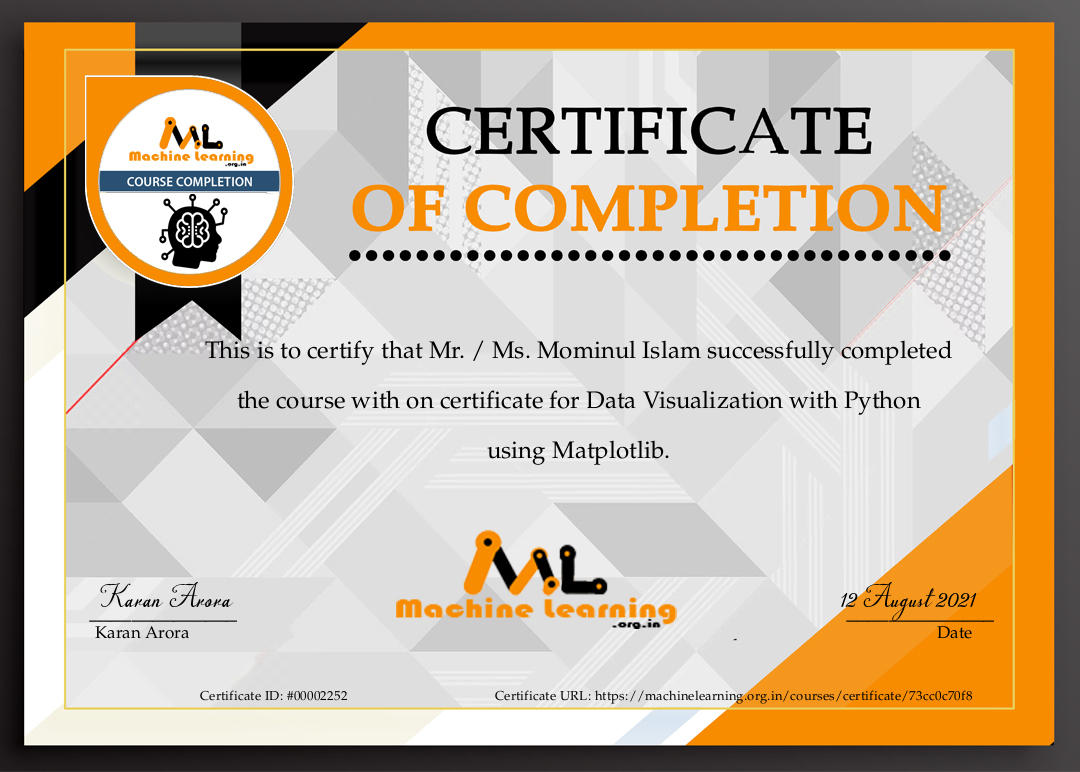 ML
Machine Learning
.org.in
COURSE COMPLETION
CERTIFICATE
OF COMPLETION
This is to certify that Mr. / Ms. Mominul Islam successfully completed
the course with on certificate for Data Visualization with Python
using Matplotlib.
ML
Machine Learning
.org.in
Karan Arora
Karan Arora
12 August 2021
Date
Certificate ID: #00002252
Certificate URL: https://machinelearning.org.in/courses/certificate/73cc0c70f8